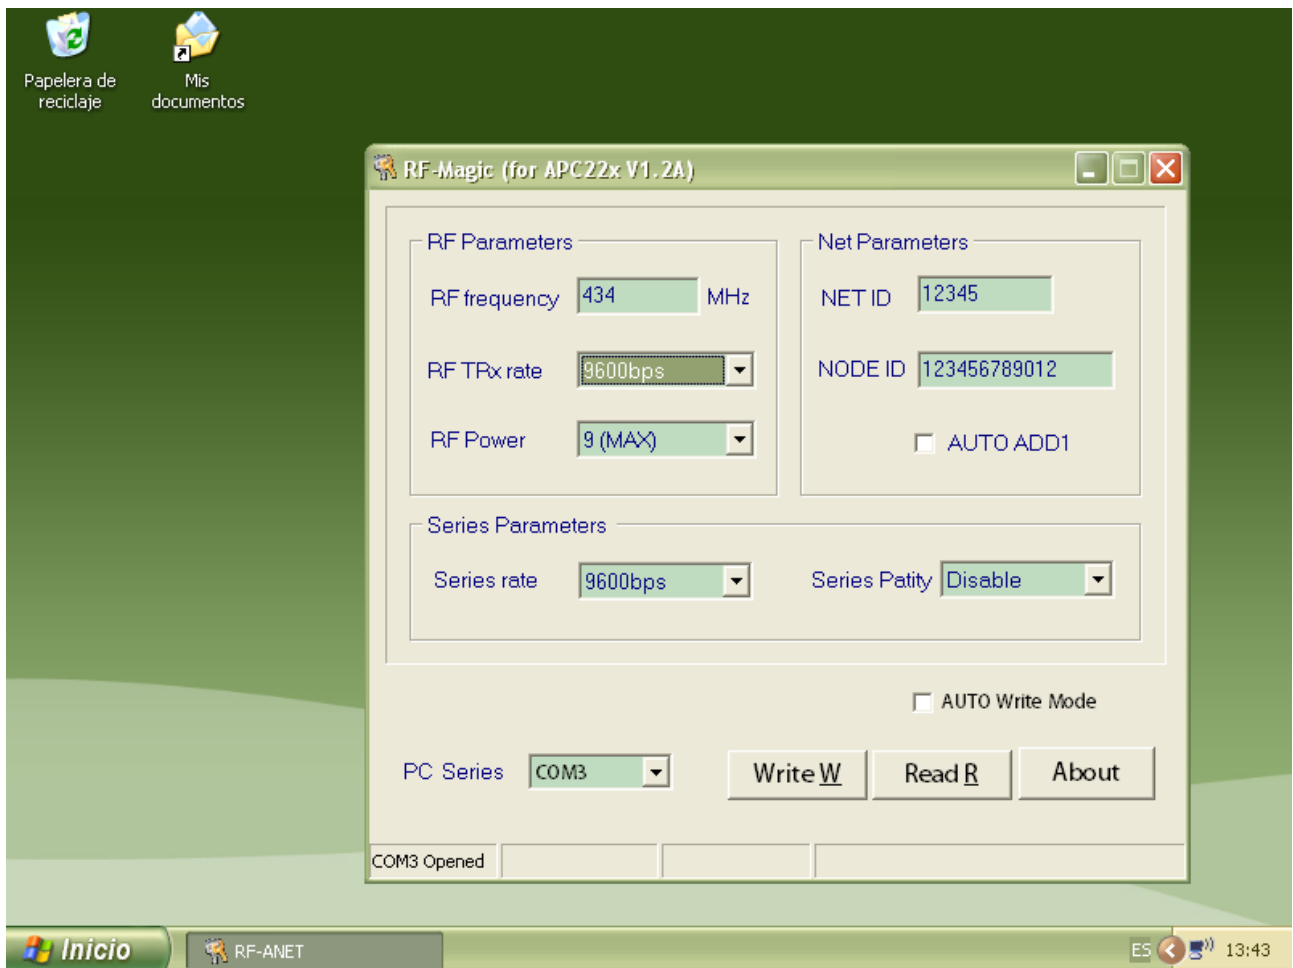 Papelera de
reciclaje
Mis
documentos
RF-Magic (for APC22x V1.2A)
RF Parameters
RF frequency 434 MHz
RF TRx rate 9600bps
RF Power 9 (MAX)
Net Parameters
NET ID 12345
NODE ID 123456789012
AUTO ADD1
Series Parameters
Series rate 9600bps
Series Patity Disable
AUTO Write Mode
PC Series COM3
Write W
Read R
About
COM3 Opened
Inicio
RF-ANET
ES
13:43